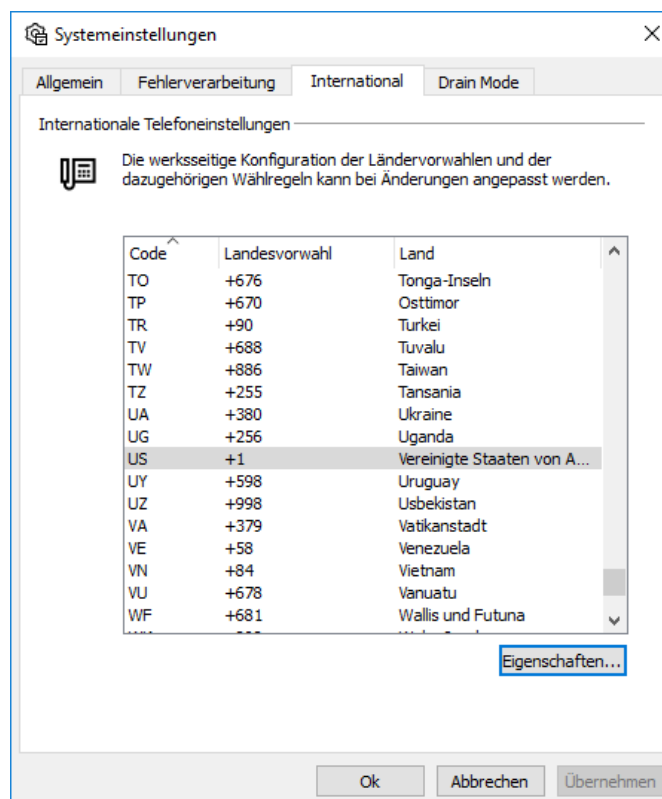 Systemeinstellungen
Allgemein Fehlerverarbeitung International Drain Mode
Internationale Telefoneinstellungen
Die werksseitige Konfiguration der Ländervorwahlen und der
dazugehörigen Wählregeln kann bei Änderungen angepasst werden.
Code Landesvorwahl Land
TO +676 Tonga-Inseln
TP +670 Osttimor
TR +90 Turkei
TV +688 Tuvalu
TW +886 Taiwan
TZ +255 Tansania
UA +380 Ukraine
UG +256 Uganda
US +1 Vereinigte Staaten von A...
UY +598 Uruguay
UZ +998 Usbekistan
VA +379 Vatikanstadt
VE +58 Venezuela
VN +84 Vietnam
VU +678 Vanuatu
WF +681 Wallis und Futuna
Eigenschaften...
Ok Abbrechen Übernehmen